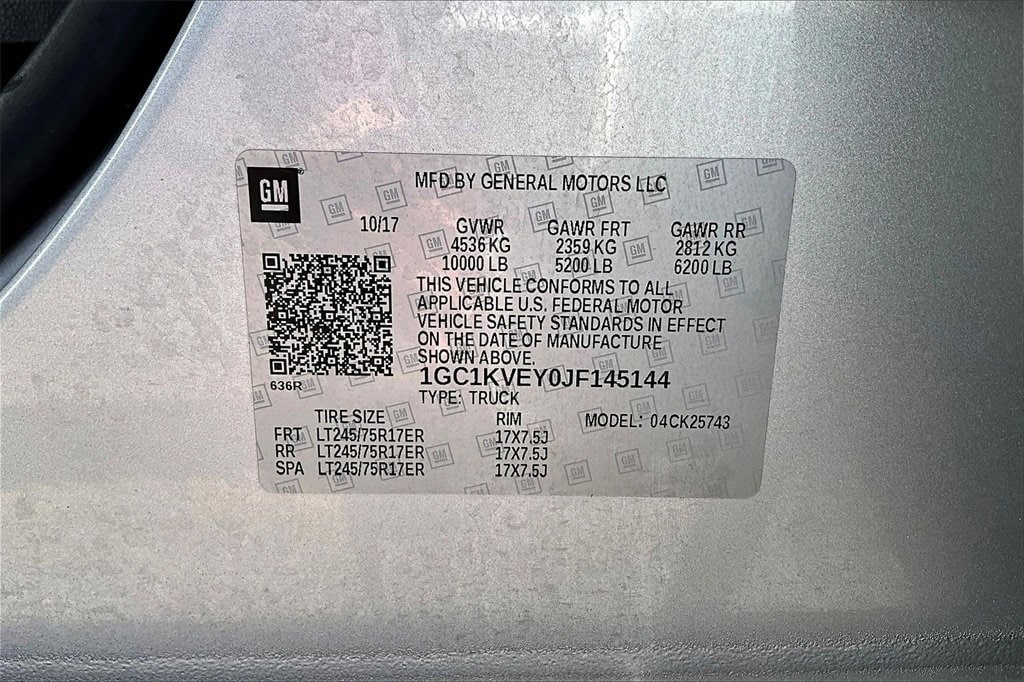 GM
MFD BY GENERAL MOTORS LLC
10/17
GVWR GAWR FRT GAWR RR
4536 KG 2359 KG 2812 KG
10000 LB 5200 LB 6200 LB
THIS VEHICLE CONFORMS TO ALL
APPLICABLE U.S. FEDERAL MOTOR
VEHICLE SAFETY STANDARDS IN EFFECT
ON THE DATE OF MANUFACTURE
SHOWN ABOVE.
636R
1GC1KVEY0JF145144
TYPE: TRUCK
TIRE SIZE RIM MODEL: 04CK25743
FRT LT245/75R17ER 17X7.5J
RR LT245/75R17ER 17X7.5J
SPA LT245/75R17ER 17X7.5J